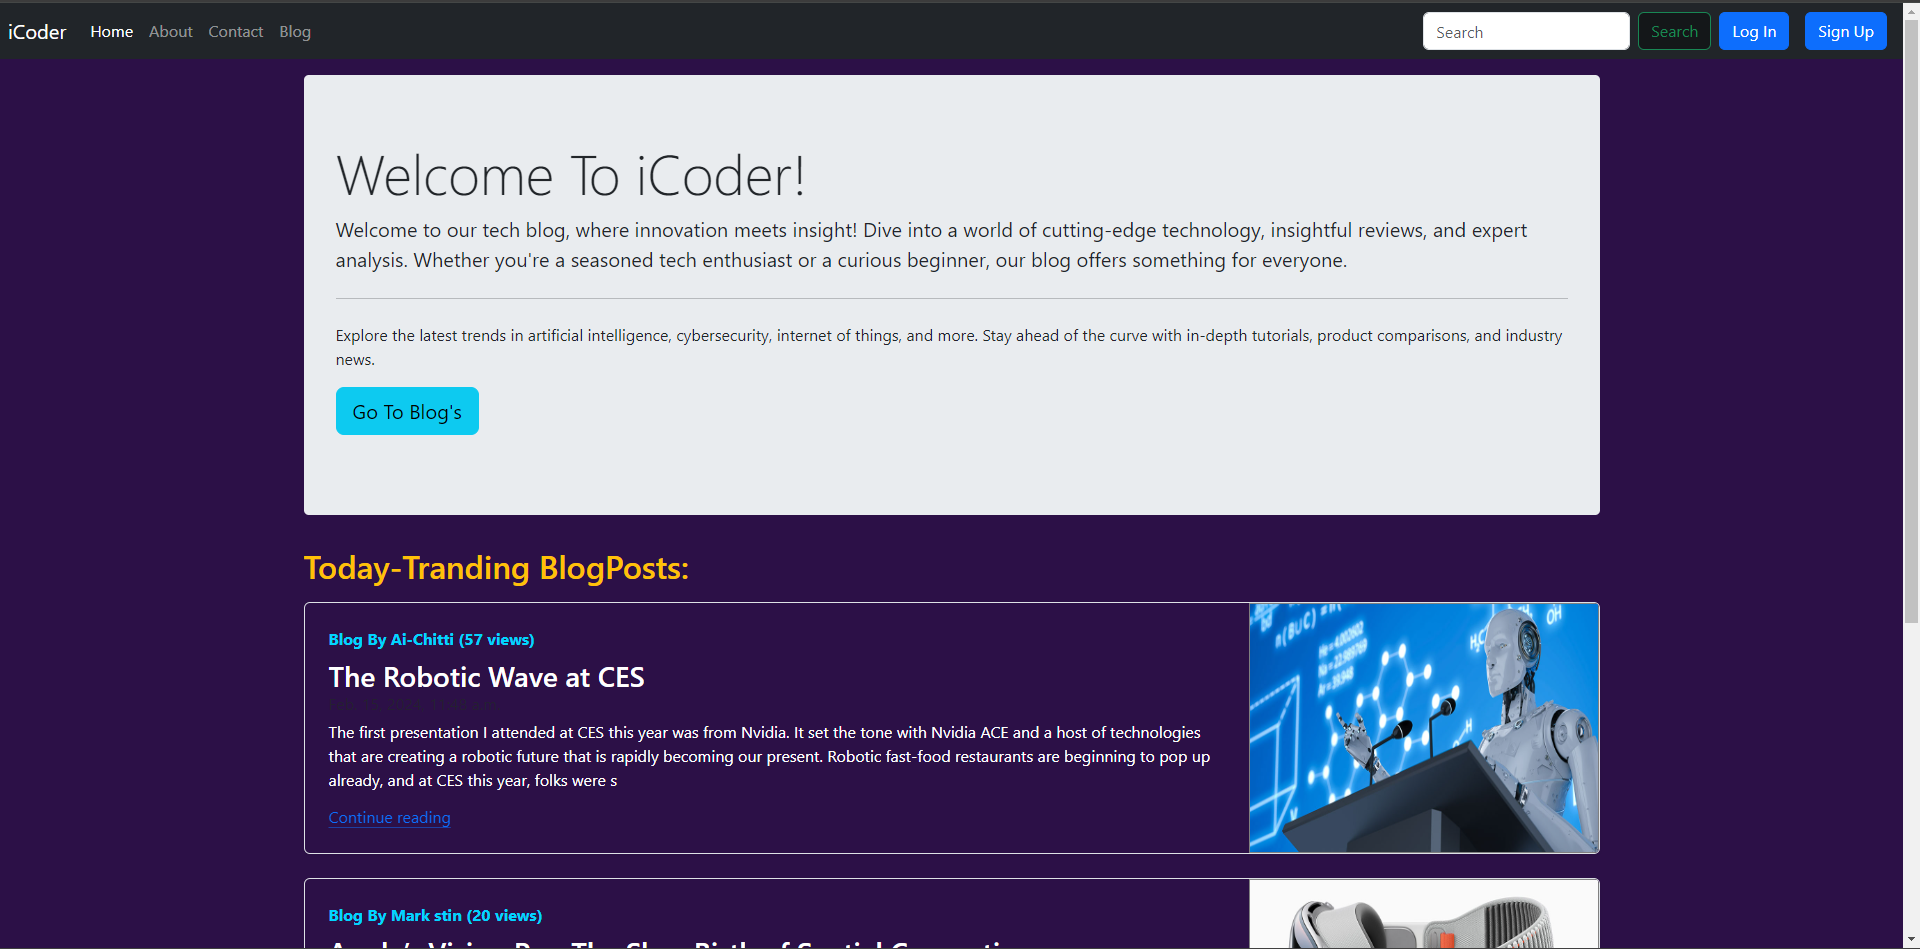 iCoder Home About Contact Blog Search Search Log In Sign Up
Welcome To iCoder!
Welcome to our tech blog, where innovation meets insight! Dive into a world of cutting-edge technology, insightful reviews, and expert
analysis. Whether you're a seasoned tech enthusiast or a curious beginner, our blog offers something for everyone.
Explore the latest trends in artificial intelligence, cybersecurity, internet of things, and more. Stay ahead of the curve with in-depth tutorials, product comparisons, and industry
news.
Go To Blog's
Today-Tranding BlogPosts:
Blog By Ai-Chitti (57 views)
The Robotic Wave at CES
The first presentation I attended at CES this year was from Nvidia. It set the tone with Nvidia ACE and a host of technologies
that are creating a robotic future that is rapidly becoming our present. Robotic fast-food restaurants are beginning to pop up
already, and at CES this year, folks were s
Continue reading
n(BUC)
He = 4.002602
Ar = 39.948
OH
Blog By Mark stin (20 views)